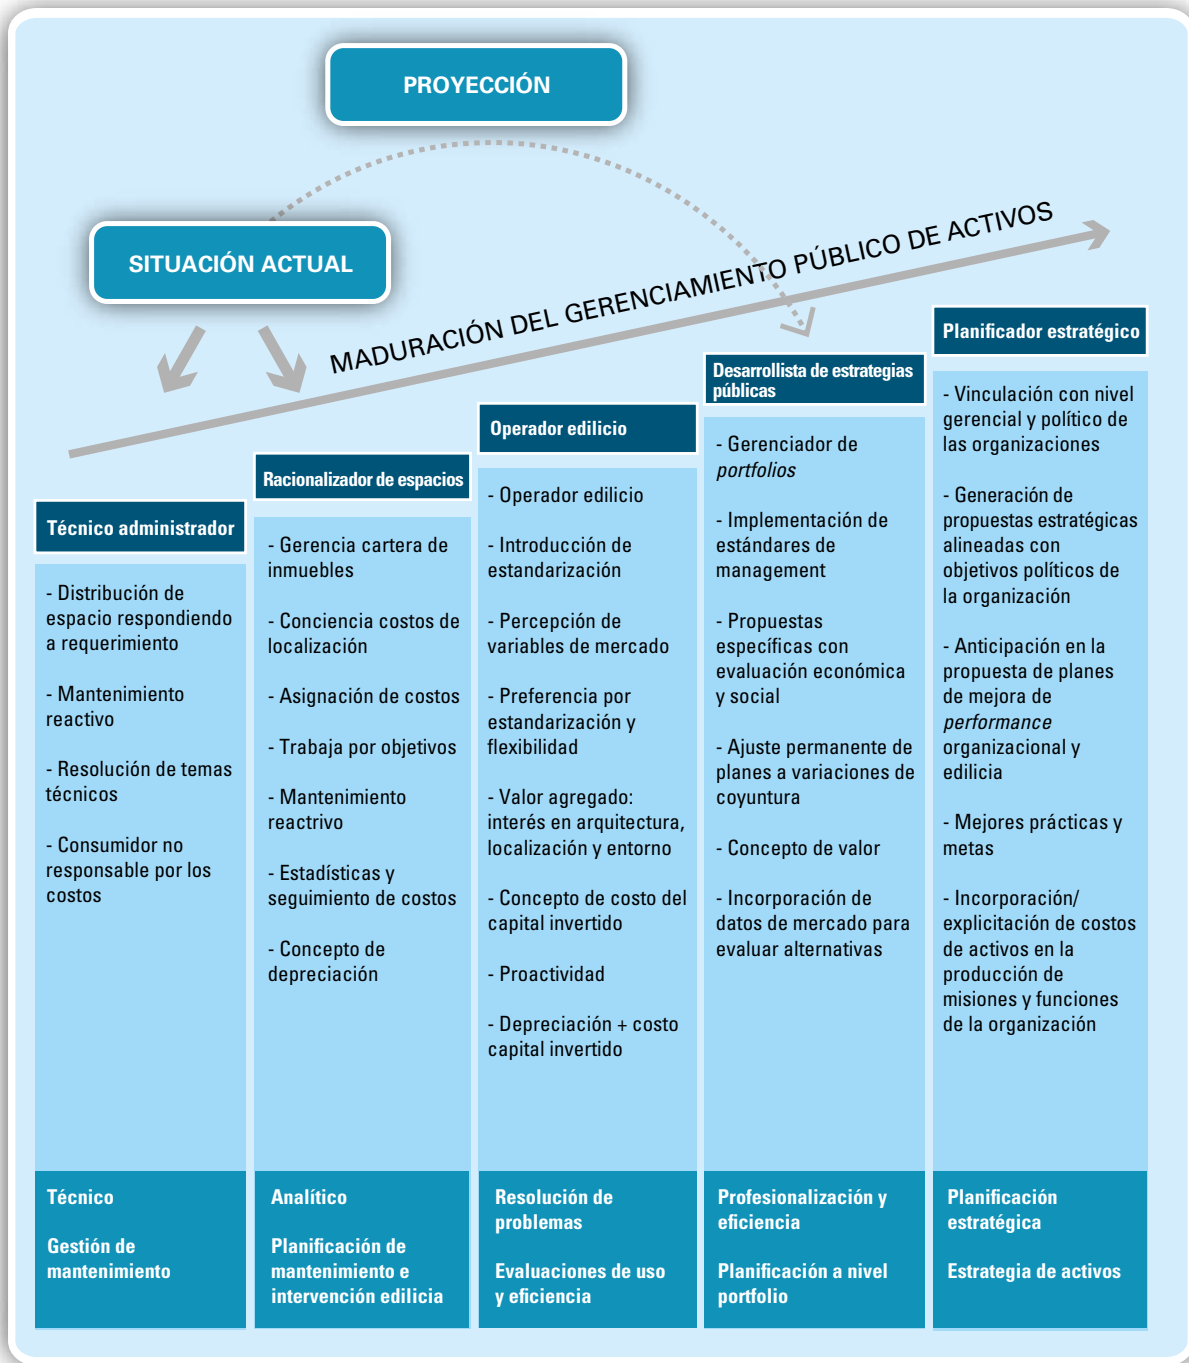 PROYECCIÓN
SITUACIÓN ACTUAL
MADURACIÓN DEL GERENCIAMIENTO PÚBLICO DE ACTIVOS
Técnico administrador
- Distribución de
espacio respondiendo
a requerimiento
- Mantenimiento
reactivo
- Resolución de temas
técnicos
- Consumidor no
responsable por los
costos
Técnico
Gestión de
mantenimiento
Racionalizador de espacios
- Gerencia cartera de
inmuebles
- Conciencia costos de
localización
- Asignación de costos
- Trabaja por objetivos
- Mantenimiento
reactrivo
- Estadísticas y
seguimiento de costos
- Concepto de
depreciación
Analítico
Planificación de
mantenimiento e
intervención edilicia
Operador edilicio
- Operador edilicio
- Introducción de
estandarización
- Percepción de
variables de mercado
- Preferencia por
estandarización y
flexibilidad
- Valor agregado:
interés en arquitectura,
localización y entorno
- Concepto de costo del
capital invertido
- Proactividad
- Depreciación + costo
capital invertido
Resolución de
problemas
Evaluaciones de uso
y eficiencia
Desarrollista de estrategias
públicas
- Gerenciador de
portfolios
- Implementación de
estándares de
management
- Propuestas
específicas con
evaluación económica
y social
- Ajuste permanente de
planes a variaciones de
coyuntura
- Concepto de valor
- Incorporación de
datos de mercado para
evaluar alternativas
Profesionalización y
eficiencia
Planificación a nivel
portfolio
Planificador estratégico
- Vinculación con nivel
gerencial y político de
las organizaciones
- Generación de
propuestas estratégicas
alineadas con
objetivos políticos de
la organización
- Anticipación en la
propuesta de planes
de mejora de
performance
organizacional y
edilicia
- Mejores prácticas y
metas
- Incorporación/
explicitación de costos
de activos en la
producción de
misiones y funciones
de la organización
Planificación
estratégica
Estrategia de activos